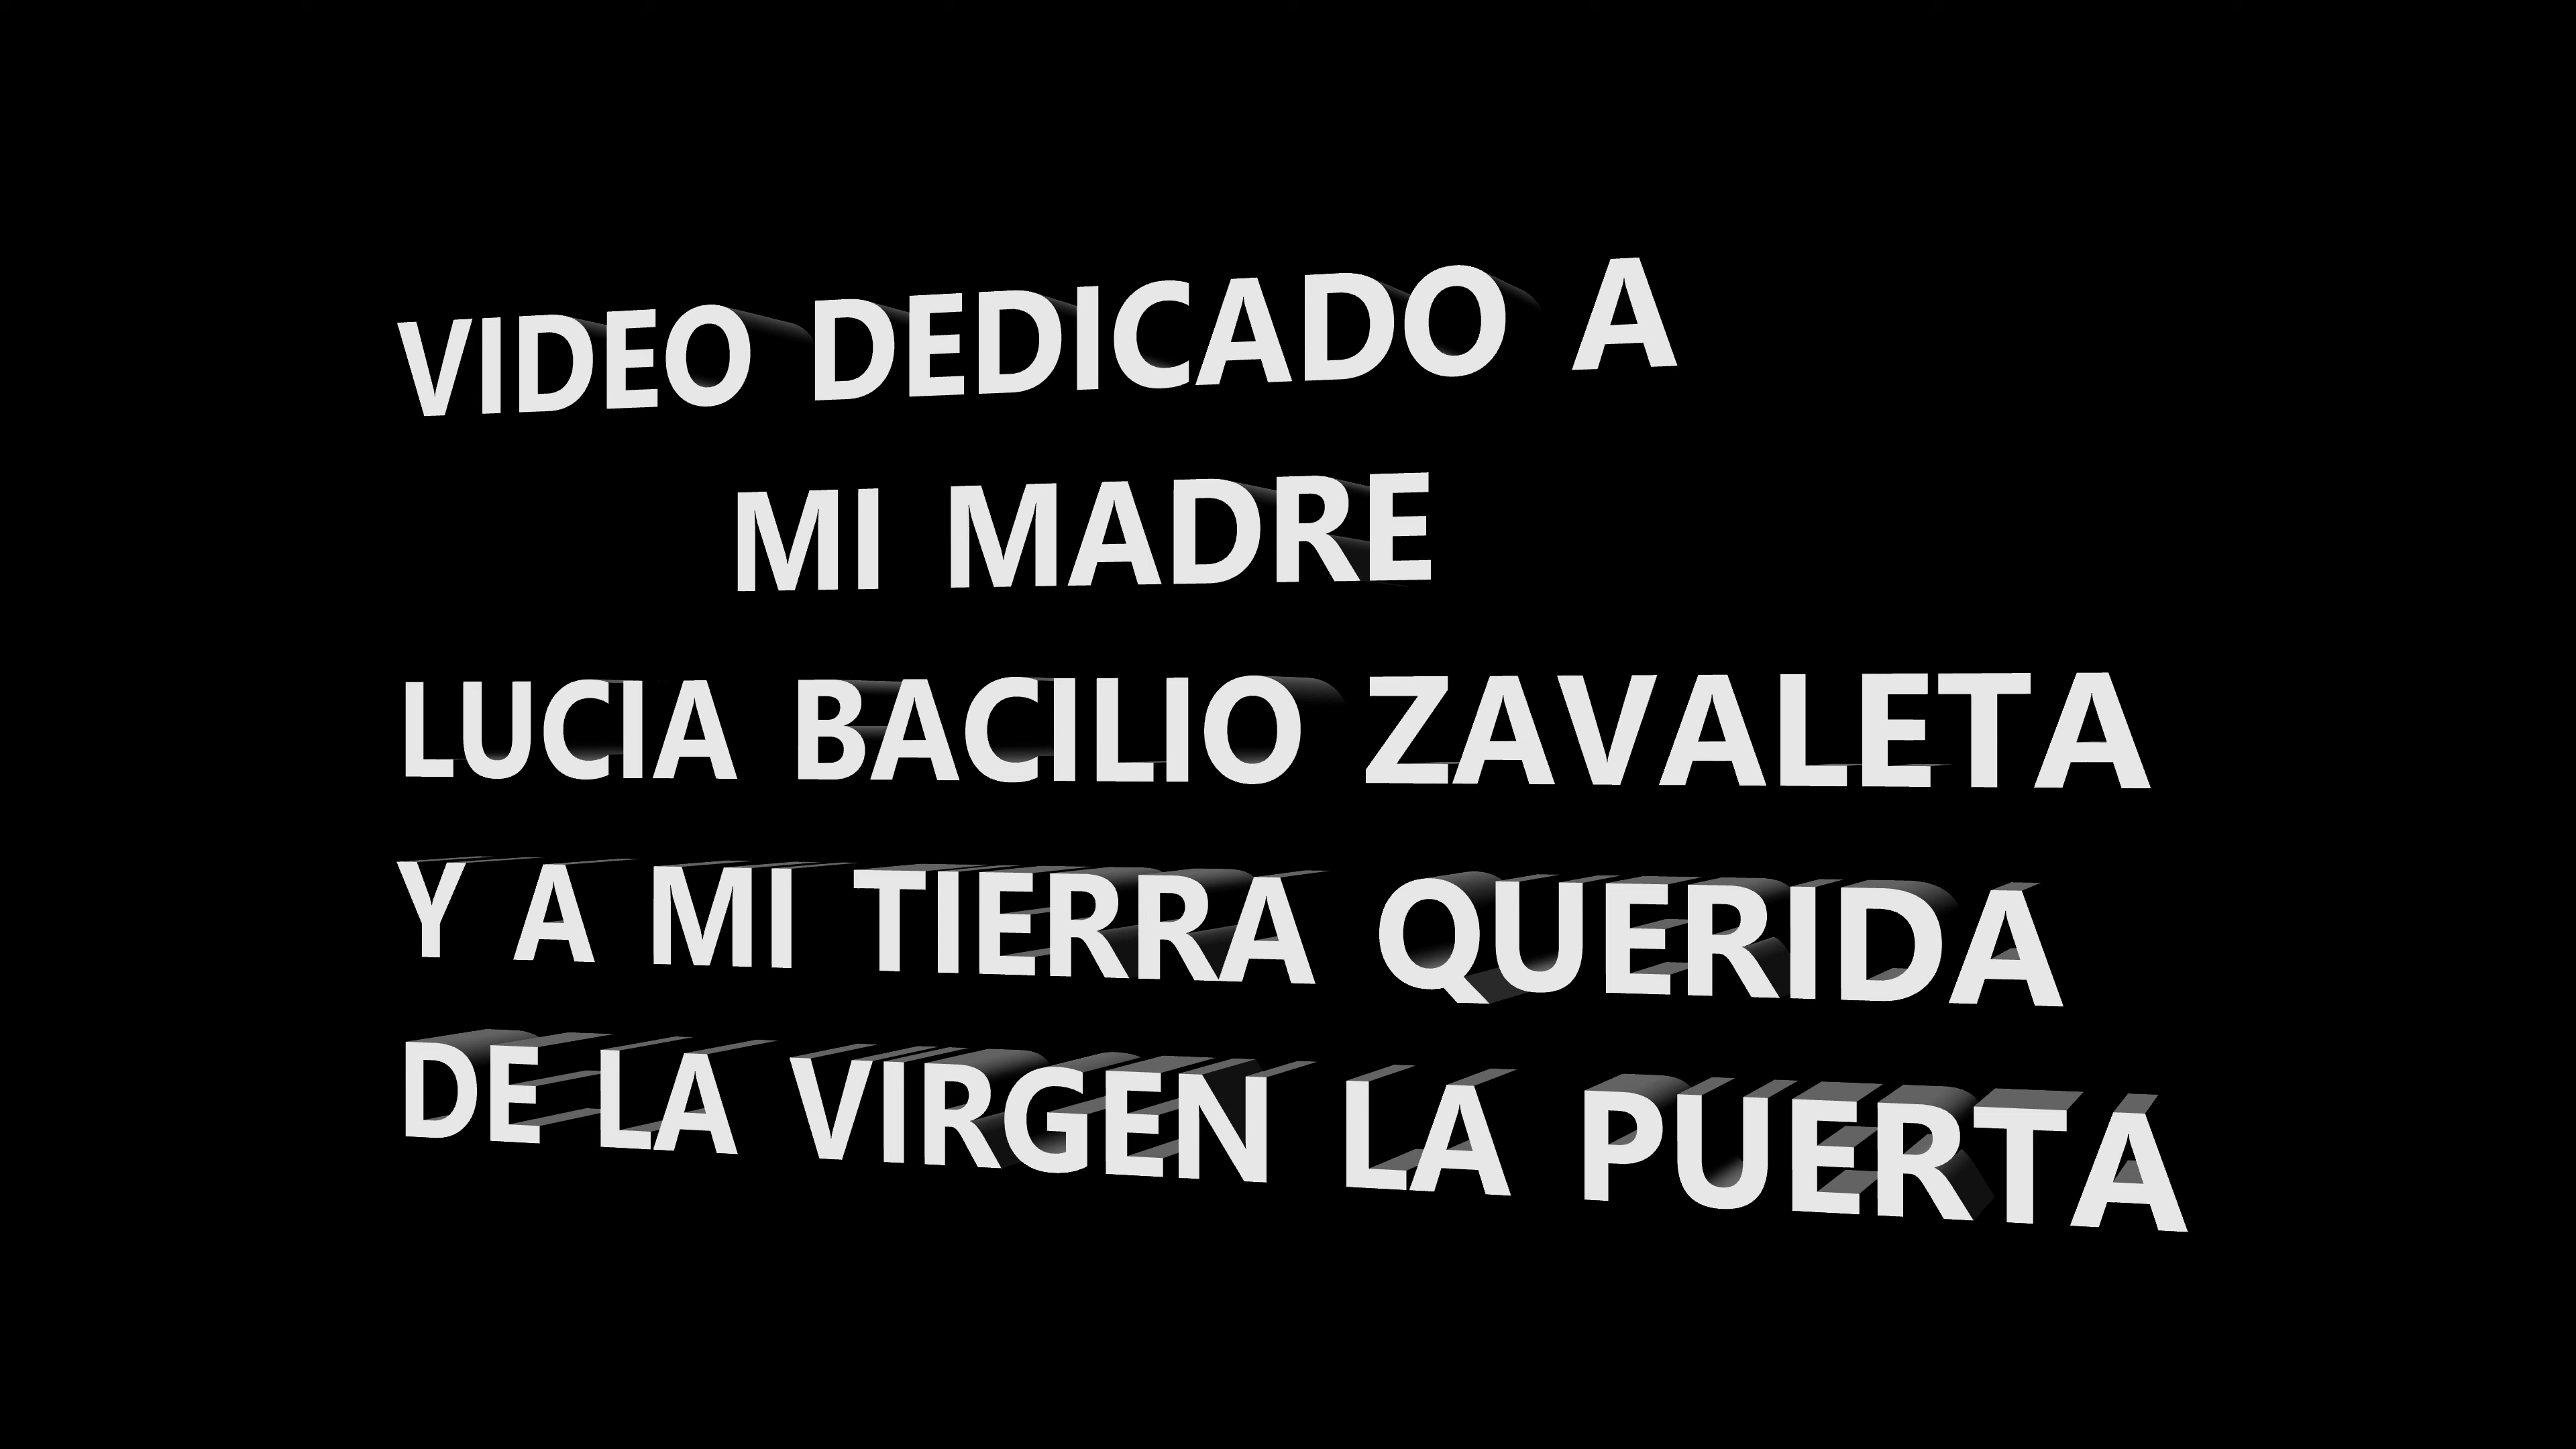 VIDEO DEDICADO A
MI MADRE
LUCIA BACILIO ZAVALETA
Y A MI TIERRA QUERIDA
DE LA VIRGEN LA PUERTA